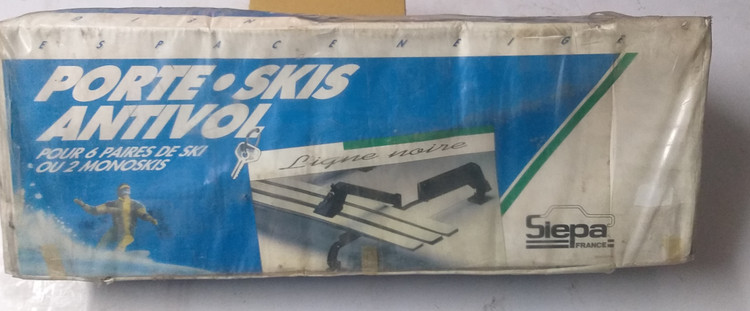 ESPACE NEIGE
PORTE•SKIS
ANTIVOL
POUR 6 PAIRES DE SKI
OU 2 MONOSKIS
Ligne noire
Siepa
FRANCE